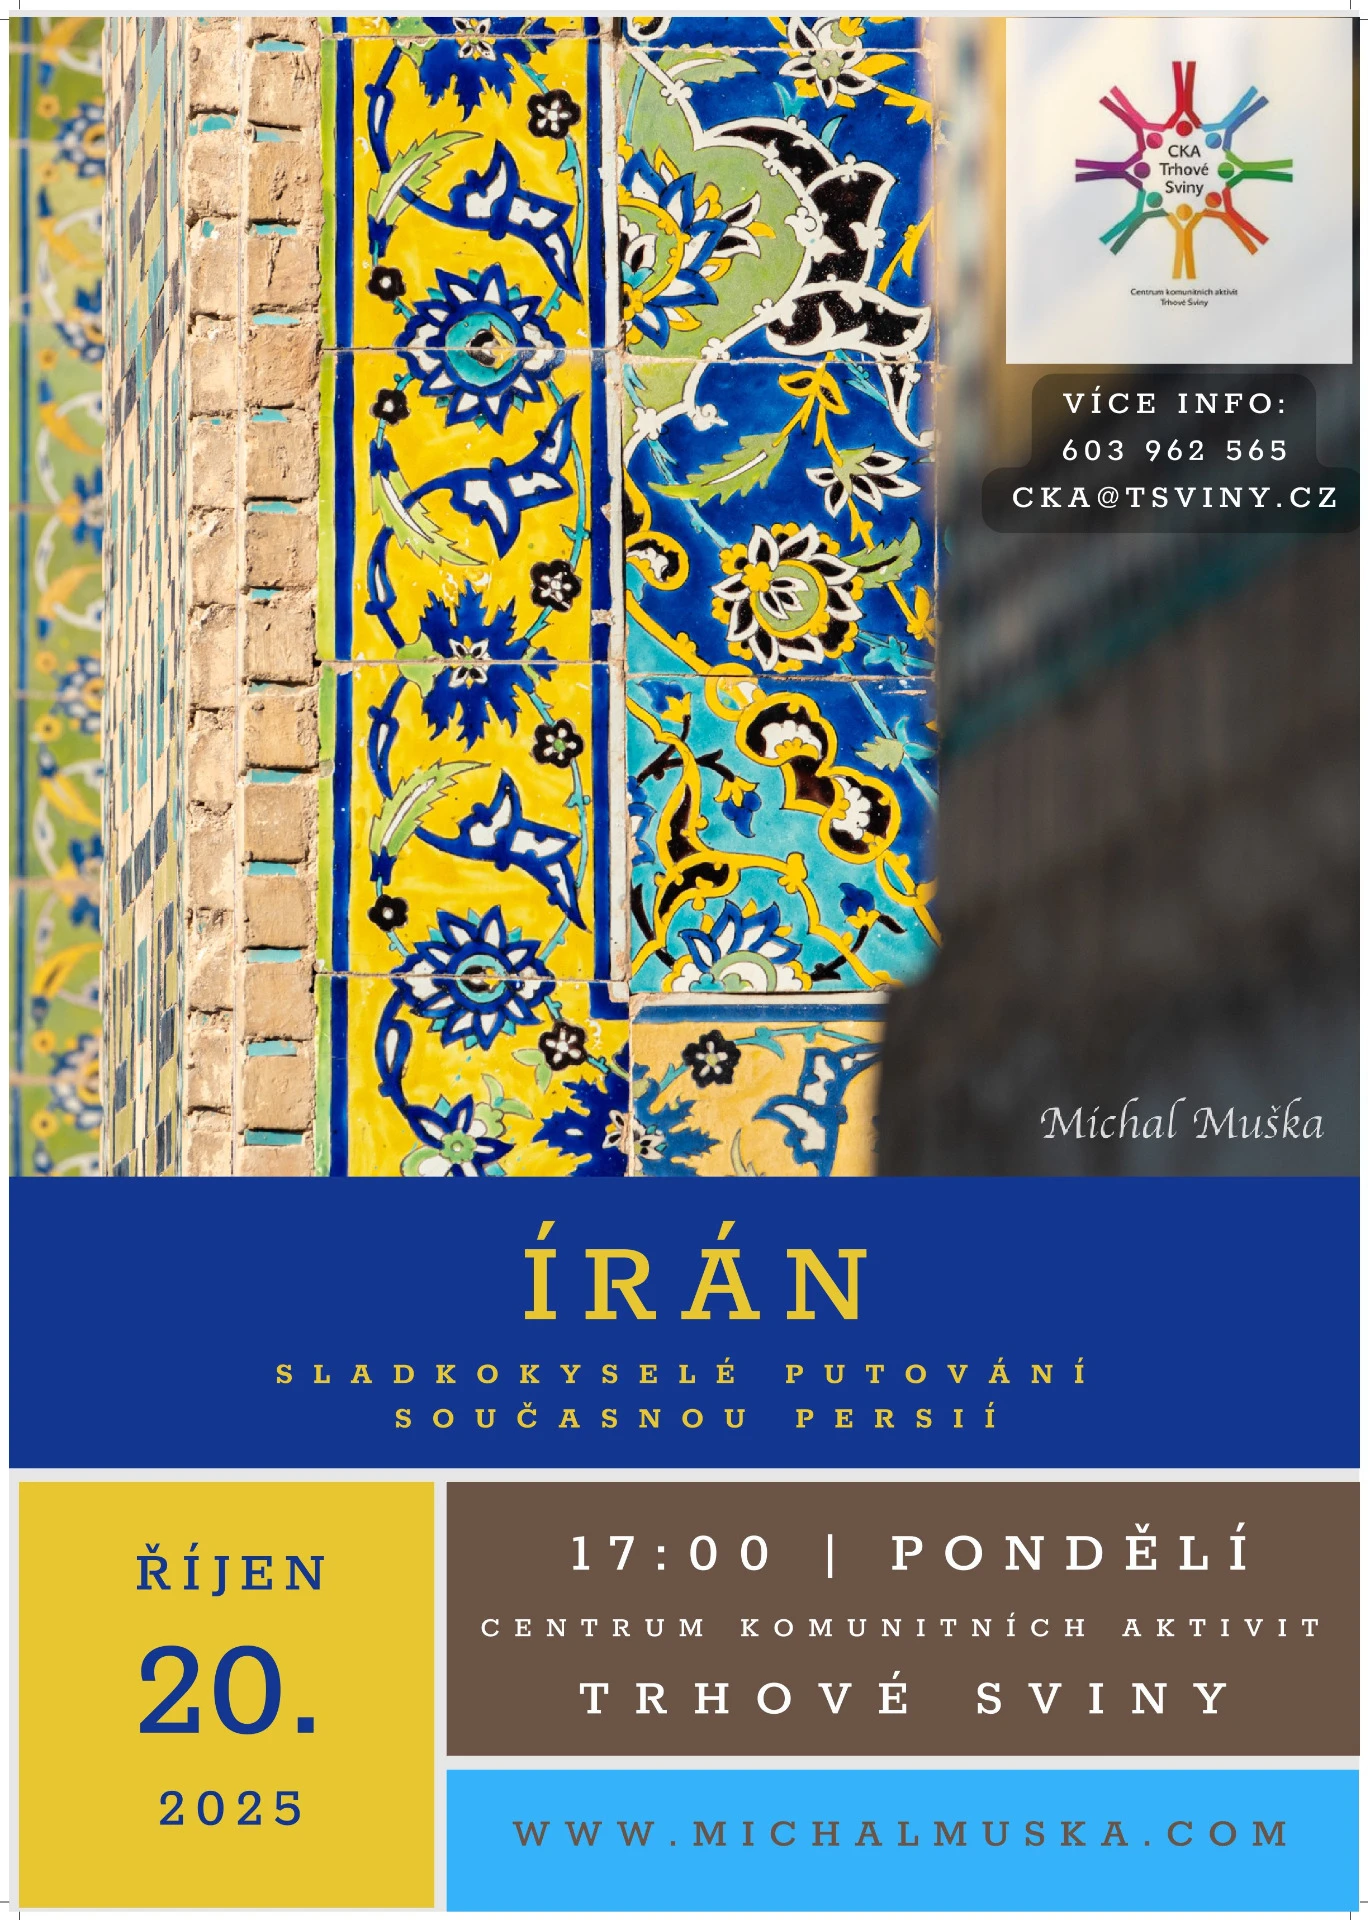 CKA
Trhové
Sviny
Centrum komunitních aktivit
Trhové Sviny
VÍCE INFO:
603 962 565
CKA@TSVINY.CZ
Michal Muška
ÍRÁN
SLADKOKYSELÉ PUTOVÁNÍ
SOUČASNOU PERSIÍ
ŘÍJEN
20.
2025
17:00 | PONDĚLÍ
CENTRUM KOMUNITNÍCH AKTIVIT
TRHOVÉ SVINY
WWW.MICHALMUSKA.COM